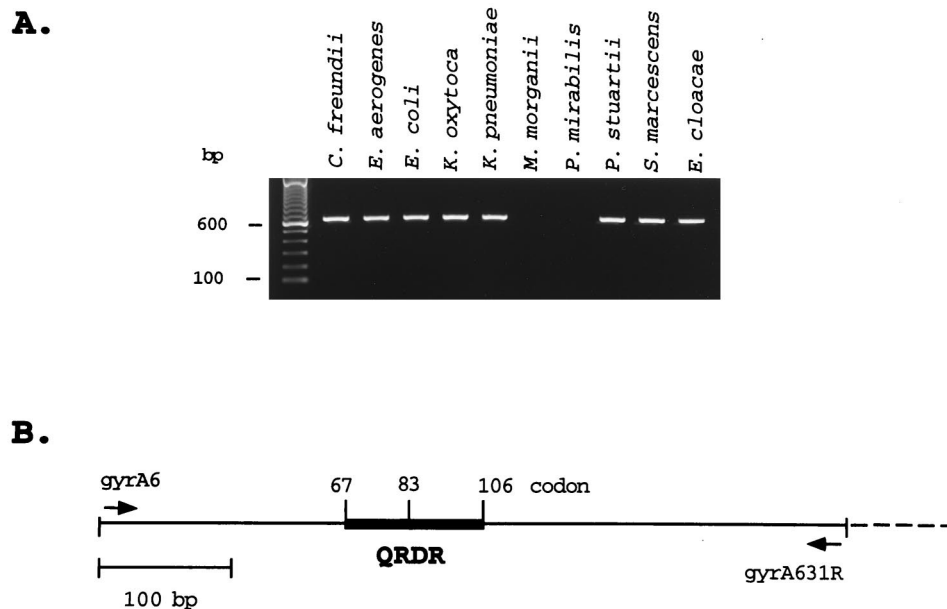 A.
C. freundii
E. aerogenes
E. coli
K. oxytoca
K. pneumoniae
M. morganii
P. mirabilis
P. stuartii
S. marcescens
E. cloacae
bp
600 –
100 –
B.
gyrA6
67 83 106 codon
QRDR
gyrA631R
100 bp